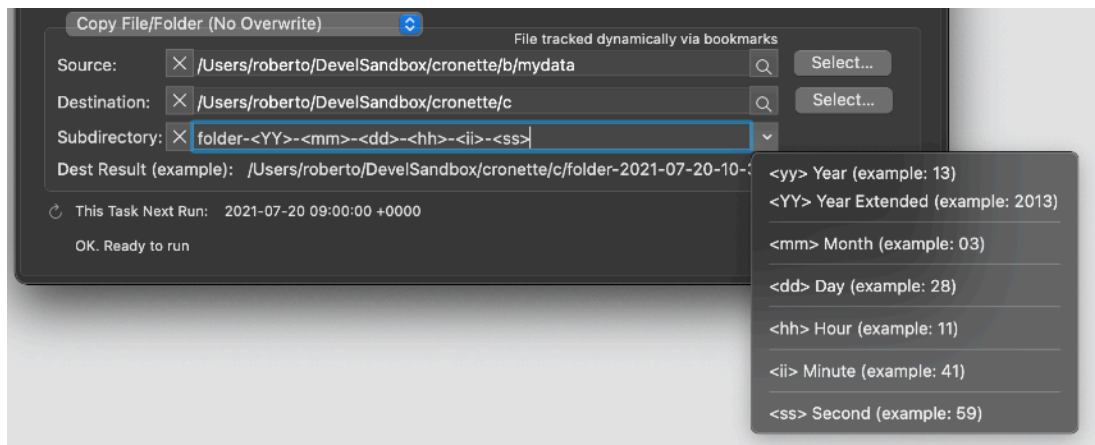 Copy File/Folder (No Overwrite)
File tracked dynamically via bookmarks
Source: /Users/roberto/DevelSandbox/cronette/b/mydata Select...
Destination: /Users/roberto/DevelSandbox/cronette/c Select...
Subdirectory: folder-<YY>-<mm>-<dd>-<hh>-<ii>-<ss>
Dest Result (example): /Users/roberto/DevelSandbox/cronette/c/folder-2021-07-20-10-
This Task Next Run: 2021-07-20 09:00:00 +0000
OK. Ready to run
<yy> Year (example: 13)
<YY> Year Extended (example: 2013)
<mm> Month (example: 03)
<dd> Day (example: 28)
<hh> Hour (example: 11)
<ii> Minute (example: 41)
<ss> Second (example: 59)